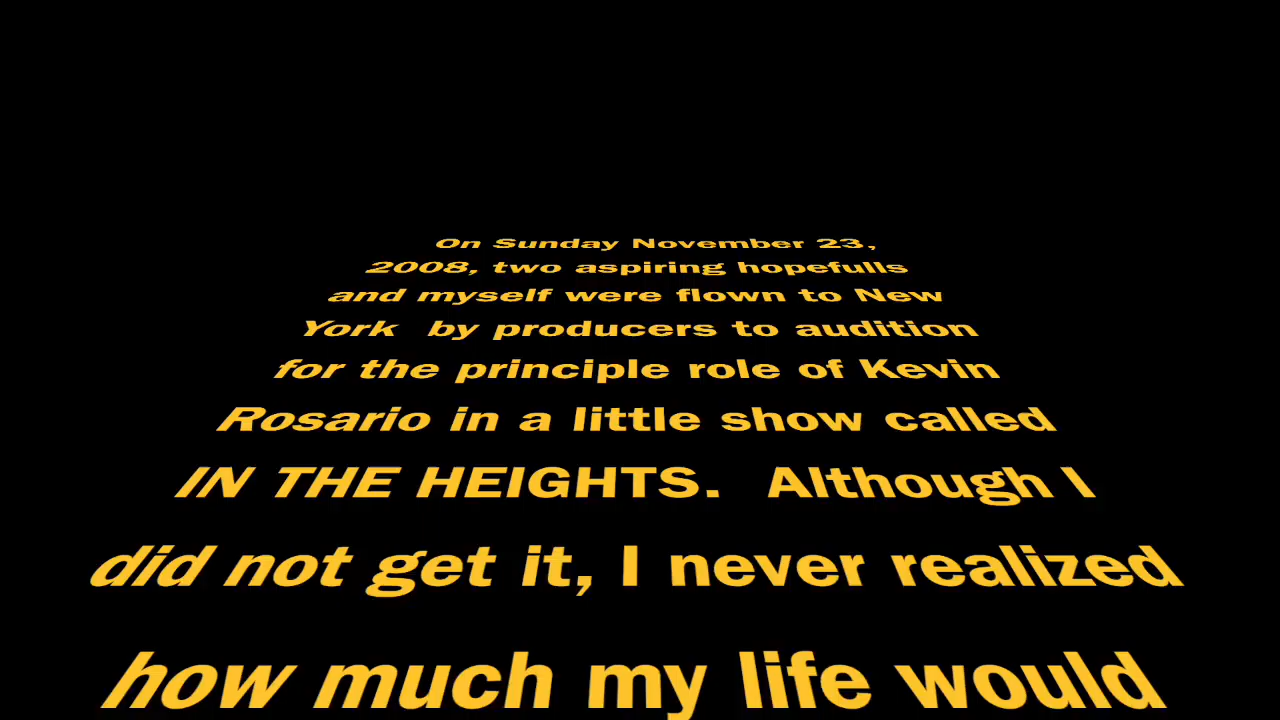 On Sunday November 23,
2008, two aspiring hopefulls
and myself were flown to New
York  by producers to audition
for the principle role of Kevin
Rosario in a little show called
IN THE HEIGHTS.  Although I
did not get it, I never realized
how much my life would